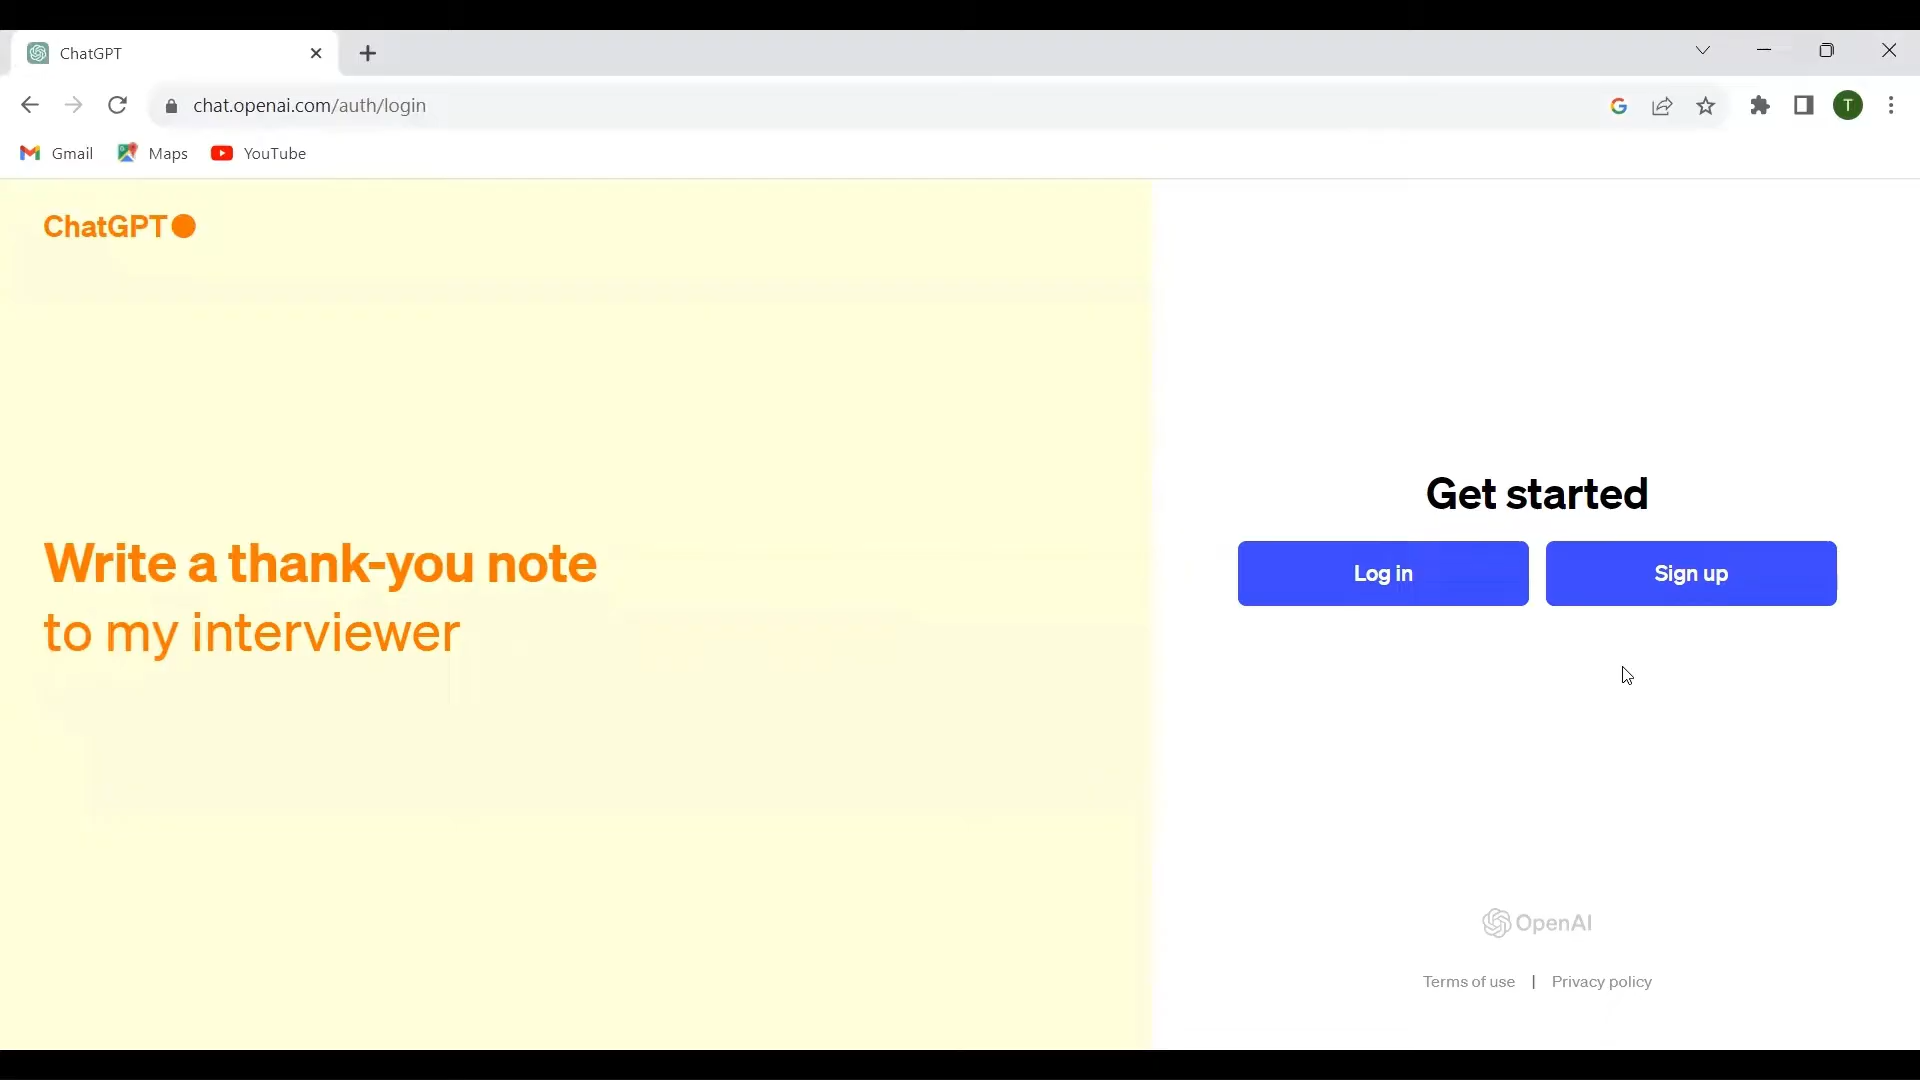 ChatGPT
chat.openai.com/auth/login
T
Gmail
Maps
YouTube
ChatGPT
Write a thank-you note
to my interviewer
Get started
Log in
Sign up
OpenAI
Terms of use | Privacy policy